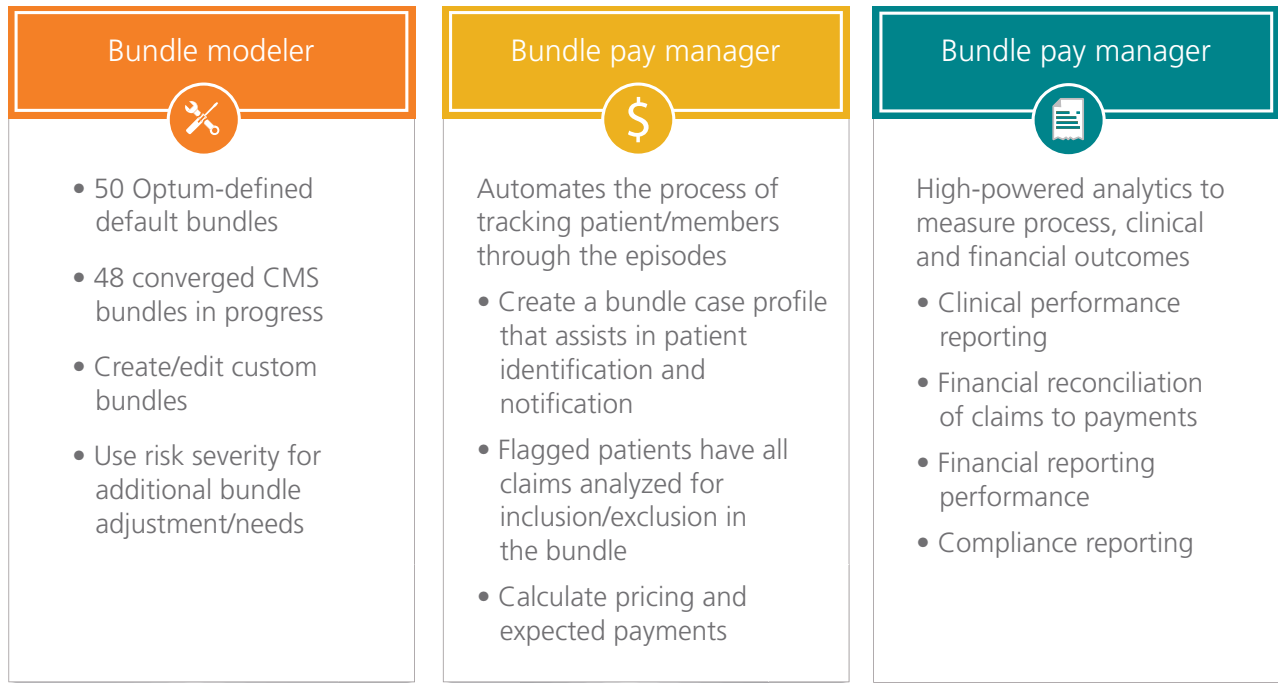 Bundle modeler
• 50 Optum-defined
default bundles
• 48 converged CMS
bundles in progress
• Create/edit custom
bundles
• Use risk severity for
additional bundle
adjustment/needs
Bundle pay manager
$
Automates the process of
tracking patient/members
through the episodes
• Create a bundle case profile
that assists in patient
identification and
notification
• Flagged patients have all
claims analyzed for
inclusion/exclusion in
the bundle
• Calculate pricing and
expected payments
Bundle pay manager
High-powered analytics to
measure process, clinical
and financial outcomes
• Clinical performance
reporting
• Financial reconciliation
of claims to payments
• Financial reporting
performance
• Compliance reporting